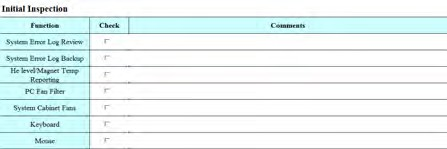 Initial Inspection
Function Check Comments
System Error Log Review
System Error Log Backup
He level/Magnet Temp
Reporting
PC Fan Filter
System Cabinet Fans
Keyboard
Mouse